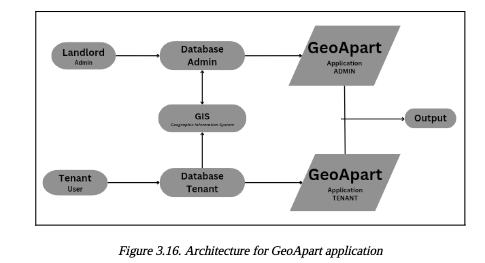 Landlord
Admin
Database
Admin
GeoApart
Application
ADMIN
GIS
Geographic Information System
Output
Tenant
User
Database
Tenant
GeoApart
Application
TENANT
Figure 3.16. Architecture for GeoApart application